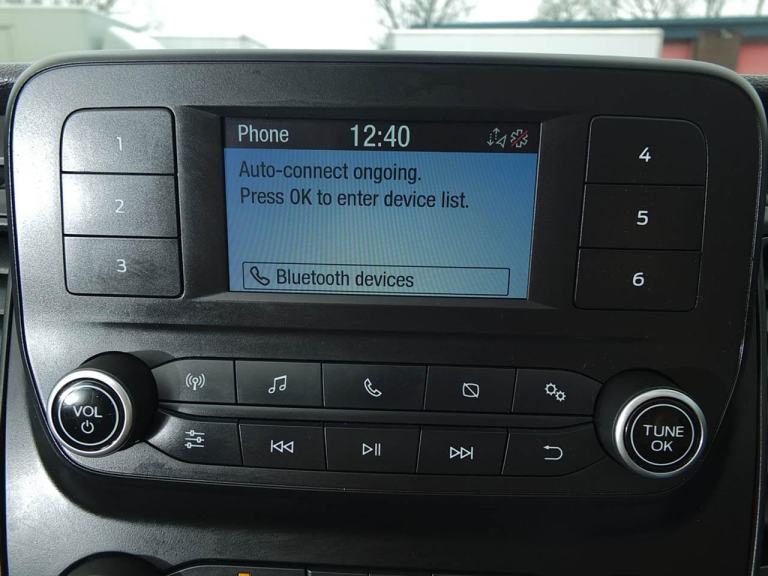 Phone 12:40
Auto-connect ongoing.
Press OK to enter device list.
Bluetooth devices
1
2
3
4
5
6
VOL
TUNE
OK